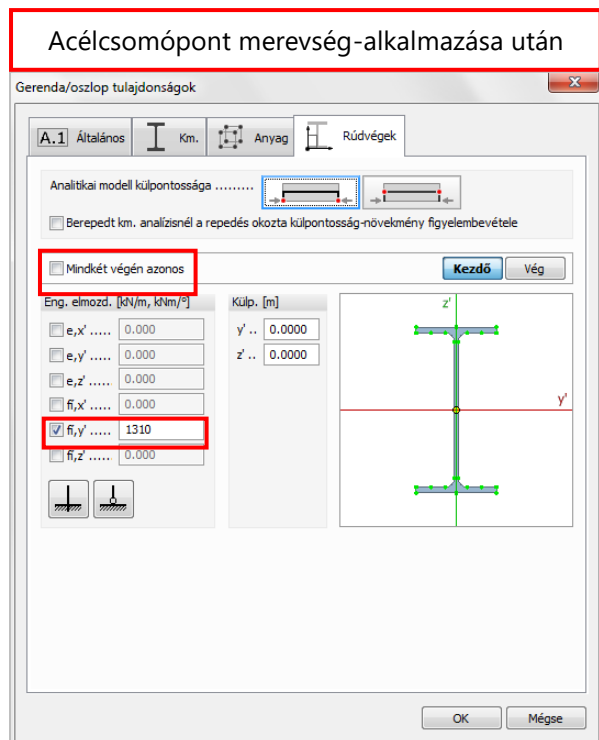 Acélcsomópont merevség-alkalmazása után
Gerenda/oszlop tulajdonságok
A.1 Általános Km. Anyag Rúdvégek
Analitikai modell külpontossága .........
Berepedt km. analízisnél a repedés okozta külpontosság-növekmény figyelembevétele
Mindkét végén azonos Kezdő Vég
Eng. elmozd. [kN/m, kNm/°] Külp. [m] z'
e,x' ..... 0.000 y' .. 0.0000
e,y' ..... 0.000 z' .. 0.0000
e,z' ..... 0.000
fi,x' ..... 0.000 y'
fi,y' ..... 1310
fi,z' ..... 0.000
OK Mégse